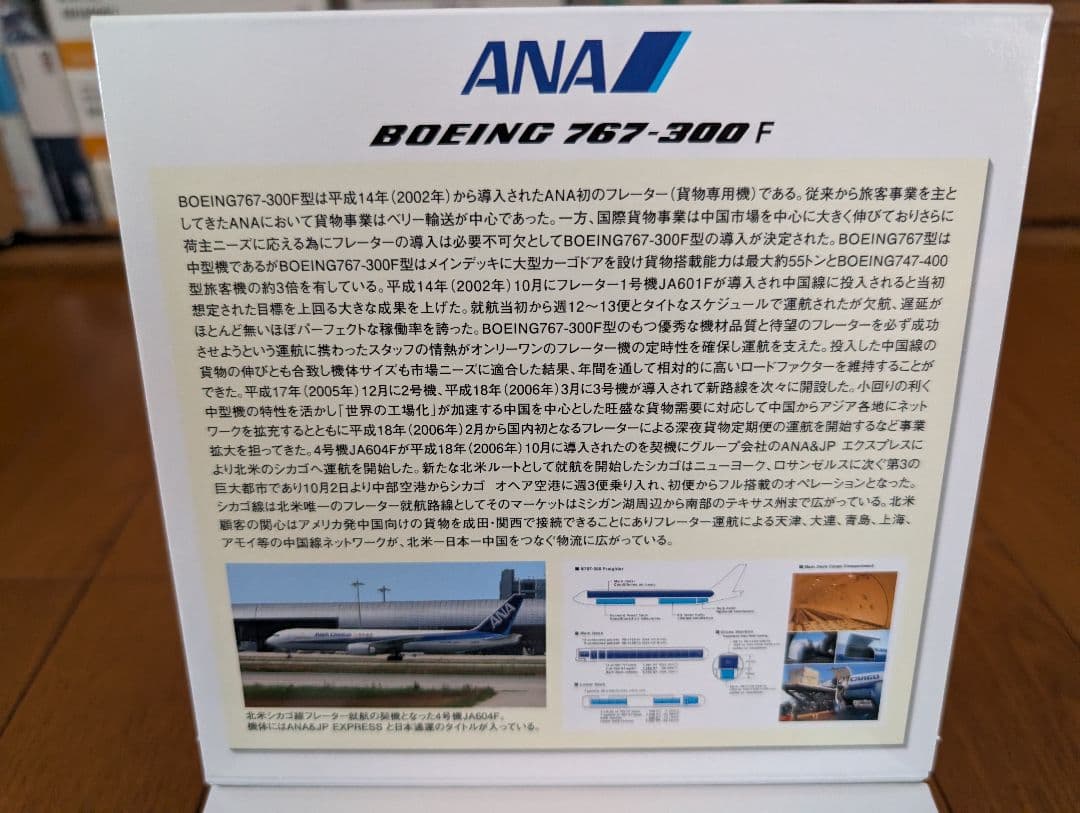 ANA
BOEING 767-300 F
BOEING767-300F型は平成14年(2002年)から導入されたANA初のフレーター(貨物専用機)である。従来から旅客事業を主と
してきたANAにおいて貨物事業はベリー輸送が中心であった。一方、国際貨物事業は中国市場を中心に大きく伸びておりさらに
荷主ニーズに応える為にフレーターの導入は必要不可欠としてBOEING767-300F型の導入が決定された。BOEING767型は
中型機であるがBOEING767-300F型はメインデッキに大型カーゴドアを設け貨物搭載能力は最大約55トンとBOEING747-400
型旅客機の約3倍を有している。平成14年(2002年)10月にフレーター1号機JA601Fが導入され中国線に投入されると当初
想定された目標を上回る大きな成果を上げた。就航当初から週12〜13便とタイトなスケジュールで運航されたが欠航、遅延が
ほとんど無いほぼパーフェクトな稼働率を誇った。BOEING767-300F型のもつ優秀な機材品質と待望のフレーターを必ず成功
させようという運航に携わったスタッフの情熱がオンリーワンのフレーター機の定時性を確保し運航を支えた。投入した中国線の
貨物の伸びとも合致し機体サイズも市場ニーズに適合した結果、年間を通して相対的に高いロードファクターを維持することが
できた。平成17年(2005年)12月に2号機、平成18年(2006年)3月に3号機が導入されて新路線を次々に開設した。小回りの利く
中型機の特性を活かし「世界の工場化」が加速する中国を中心とした旺盛な貨物需要に対応して中国からアジア各地にネット
ワークを拡充するとともに平成18年(2006年)2月から国内初となるフレーターによる深夜貨物定期便の運航を開始するなど事業
拡大を担ってきた。4号機JA604Fが平成18年(2006年)10月に導入されたのを契機にグループ会社のANA&JP エクスプレスに
より北米のシカゴへ運航を開始した。新たな北米ルートとして就航を開始したシカゴはニューヨーク、ロサンゼルスに次ぐ第3の
巨大都市であり10月2日より中部空港からシカゴ オヘア空港に週3便乗り入れ、初便からフル搭載のオペレーションとなった。
シカゴ線は北米唯一のフレーター就航路線としてそのマーケットはミシガン湖周辺から南部のテキサス州まで広がっている。北米
顧客の関心はアメリカ発中国向けの貨物を成田・関西で接続できることにありフレーター運航による天津、大連、青島、上海、
アモイ等の中国線ネットワークが、北米ー日本ー中国をつなぐ物流に広がっている。
ANA
北米シカゴ線フレーター就航の契機となった4号機JA604F。
機体にはANA&JP EXPRESS と日本通運のタイトルが入っている。
■ B767-300 Freighter
■ Main Deck
■ Lower Deck
CARGO